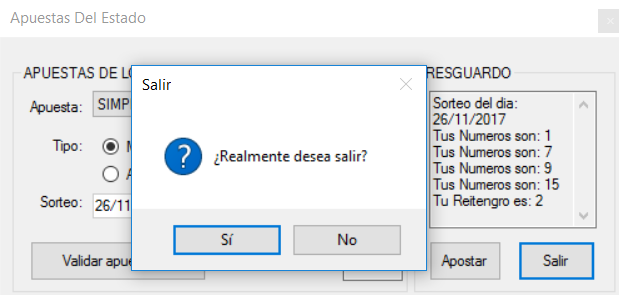 Apuestas Del Estado
APUESTAS DE LO
Apuesta: SIMP
Tipo:
Sorteo: 26/11
Validar apue
Salir
¿Realmente desea salir?
Sí
No
RESGUARDO
Sorteo del dia:
26/11/2017
Tus Numeros son: 1
Tus Numeros son: 7
Tus Numeros son: 9
Tus Numeros son: 15
Tu Reitengro es: 2
Apostar
Salir